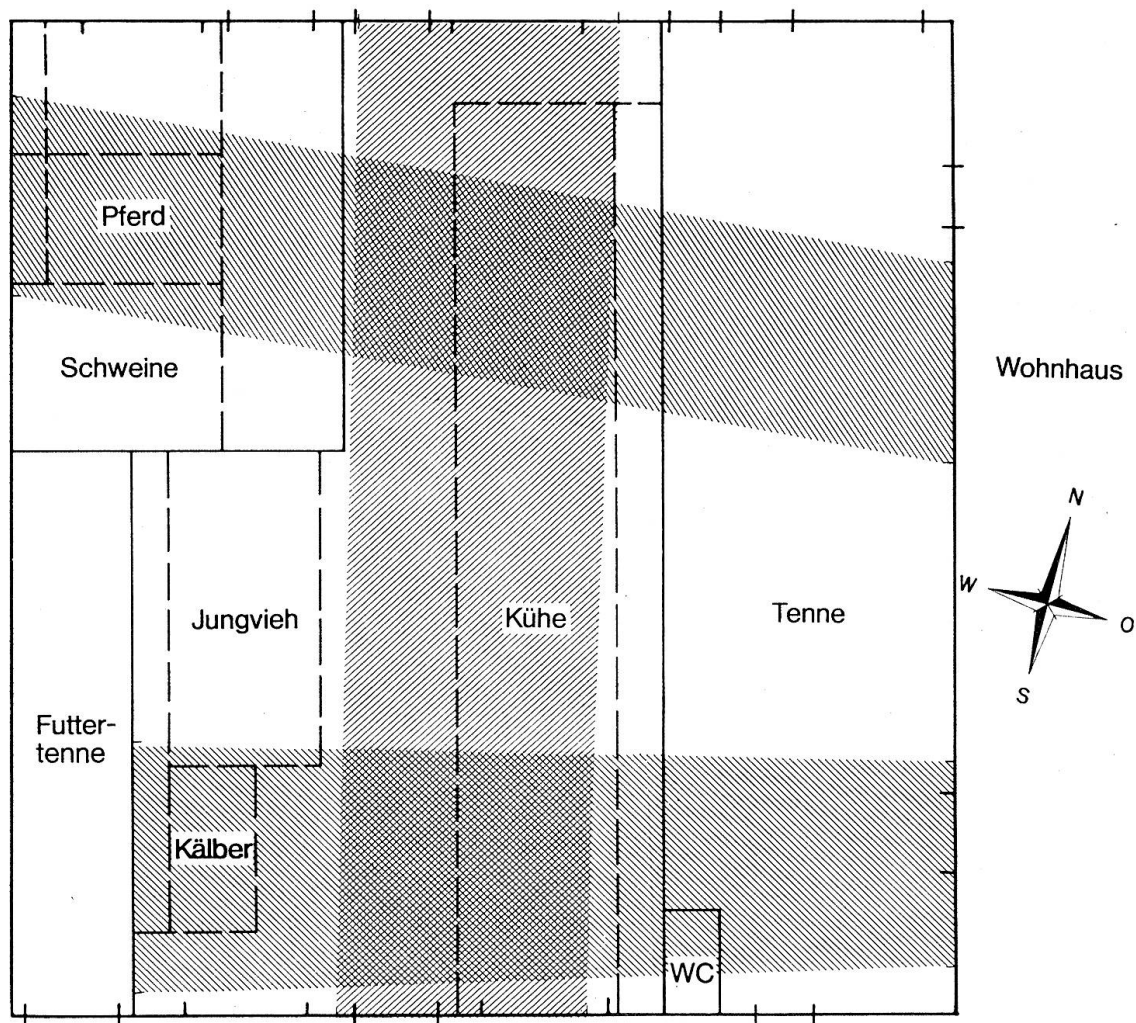 Pferd
Schweine
Wohnhaus
N
W
O
S
Jungvieh
Kühe
Tenne
Futter-
tenne
Kälber
WC